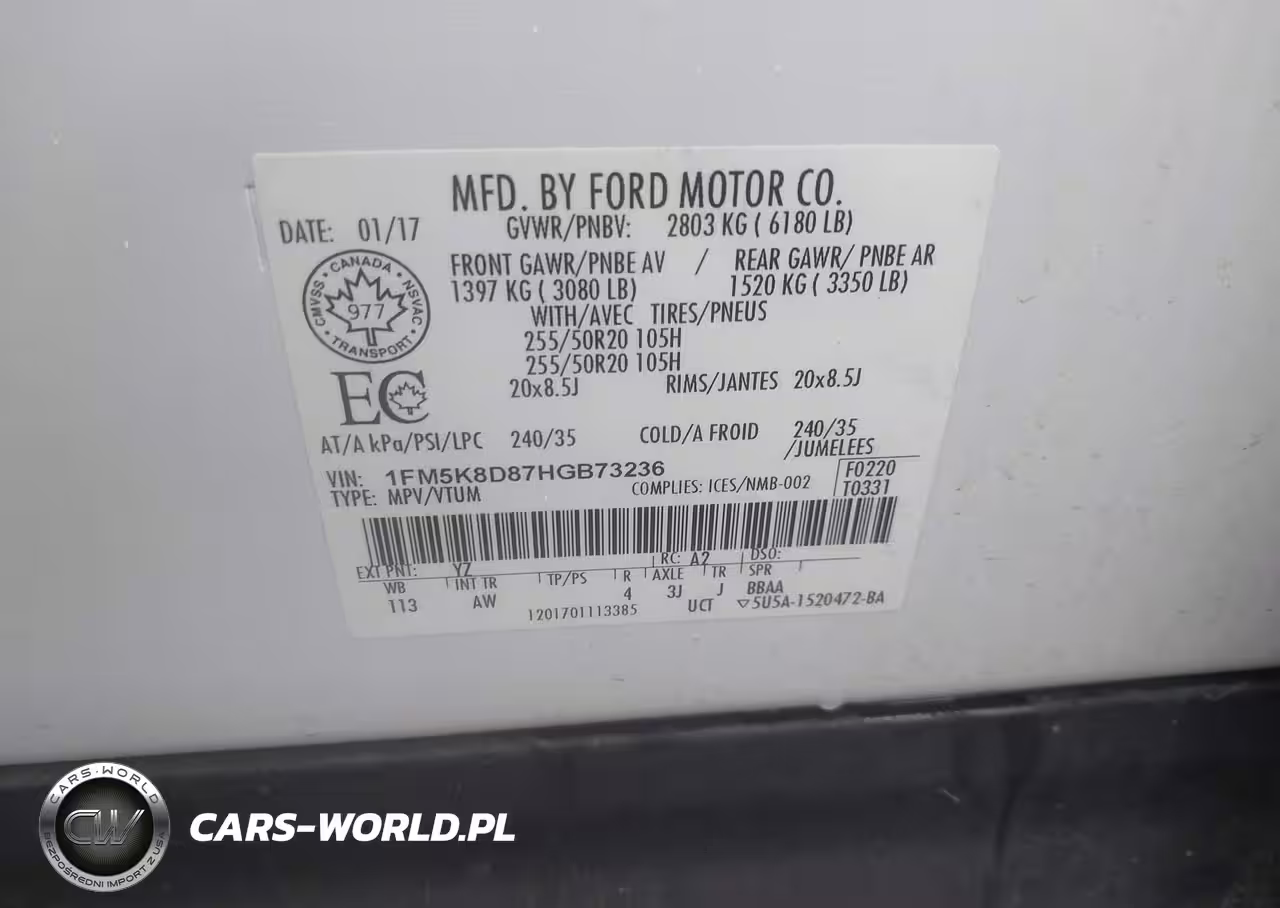 MFD. BY FORD MOTOR CO.
DATE: 01/17 GVWR/PNBV: 2803 KG ( 6180 LB)
FRONT GAWR/PNBE AV / REAR GAWR/ PNBE AR
1397 KG ( 3080 LB) 1520 KG ( 3350 LB)
WITH/AVEC TIRES/PNEUS
255/50R20 105H
255/50R20 105H
20x8.5J RIMS/JANTES 20x8.5J
CANADA
CMVSS 977 NSVAC
TRANSPORT
EC
AT/A kPa/PSI/LPC 240/35 COLD/A FROID 240/35
/JUMELEES
VIN: 1FM5K8D87HGB73236 F0220
TYPE: MPV/VTUM COMPLIES: ICES/NMB-002 T0331
EXT PNT: YZ RC: A2 DSO:
WB INT TR TP/PS R AXLE TR SPR
113 AW 4 3J J BBAA
1201701113385 UCT ▽5U5A-1520472-BA
CARS-WORLD
CW
BEZPOŚREDNI IMPORT Z USA
CARS-WORLD.PL